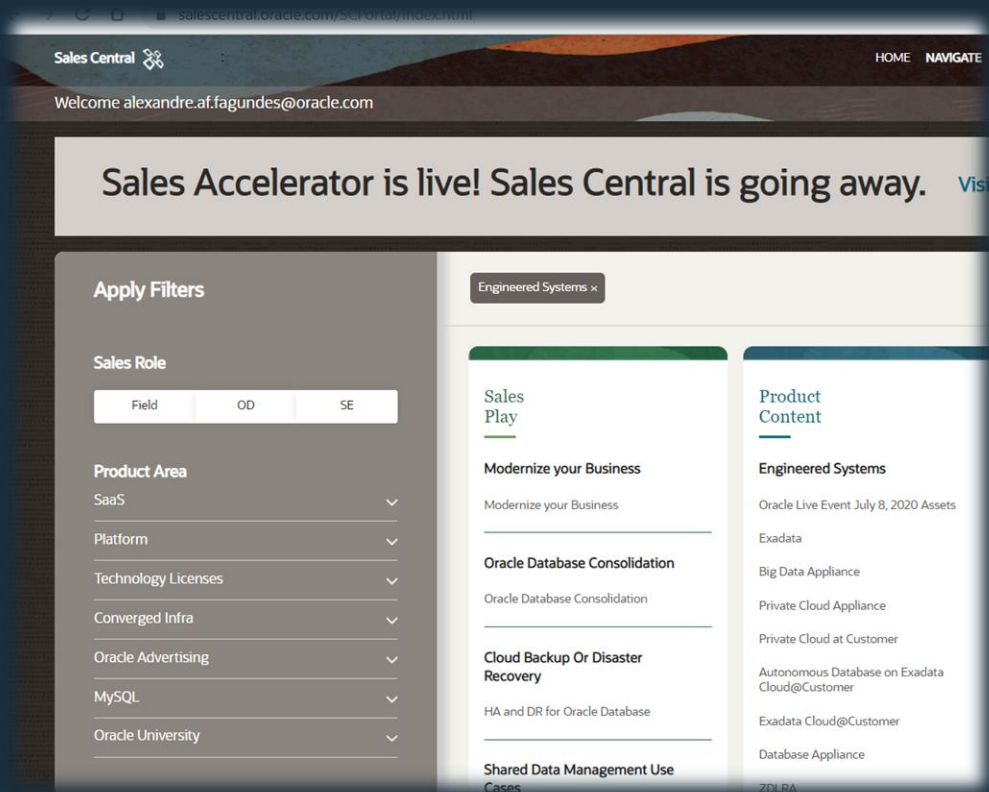 salescentral.oracle.com/SCPortal/index.html
Sales Central
HOME NAVIGATE
Welcome alexandre.af.fagundes@oracle.com
Sales Accelerator is live! Sales Central is going away. Visi
Apply Filters
Sales Role
Field OD SE
Product Area
SaaS
Platform
Technology Licenses
Converged Infra
Oracle Advertising
MySQL
Oracle University
Engineered Systems ×
Sales
Play
Modernize your Business
Modernize your Business
Oracle Database Consolidation
Oracle Database Consolidation
Cloud Backup Or Disaster
Recovery
HA and DR for Oracle Database
Shared Data Management Use
Cases
Product
Content
Engineered Systems
Oracle Live Event July 8, 2020 Assets
Exadata
Big Data Appliance
Private Cloud Appliance
Private Cloud at Customer
Autonomous Database on Exadata
Cloud@Customer
Exadata Cloud@Customer
Database Appliance
ZDLRA